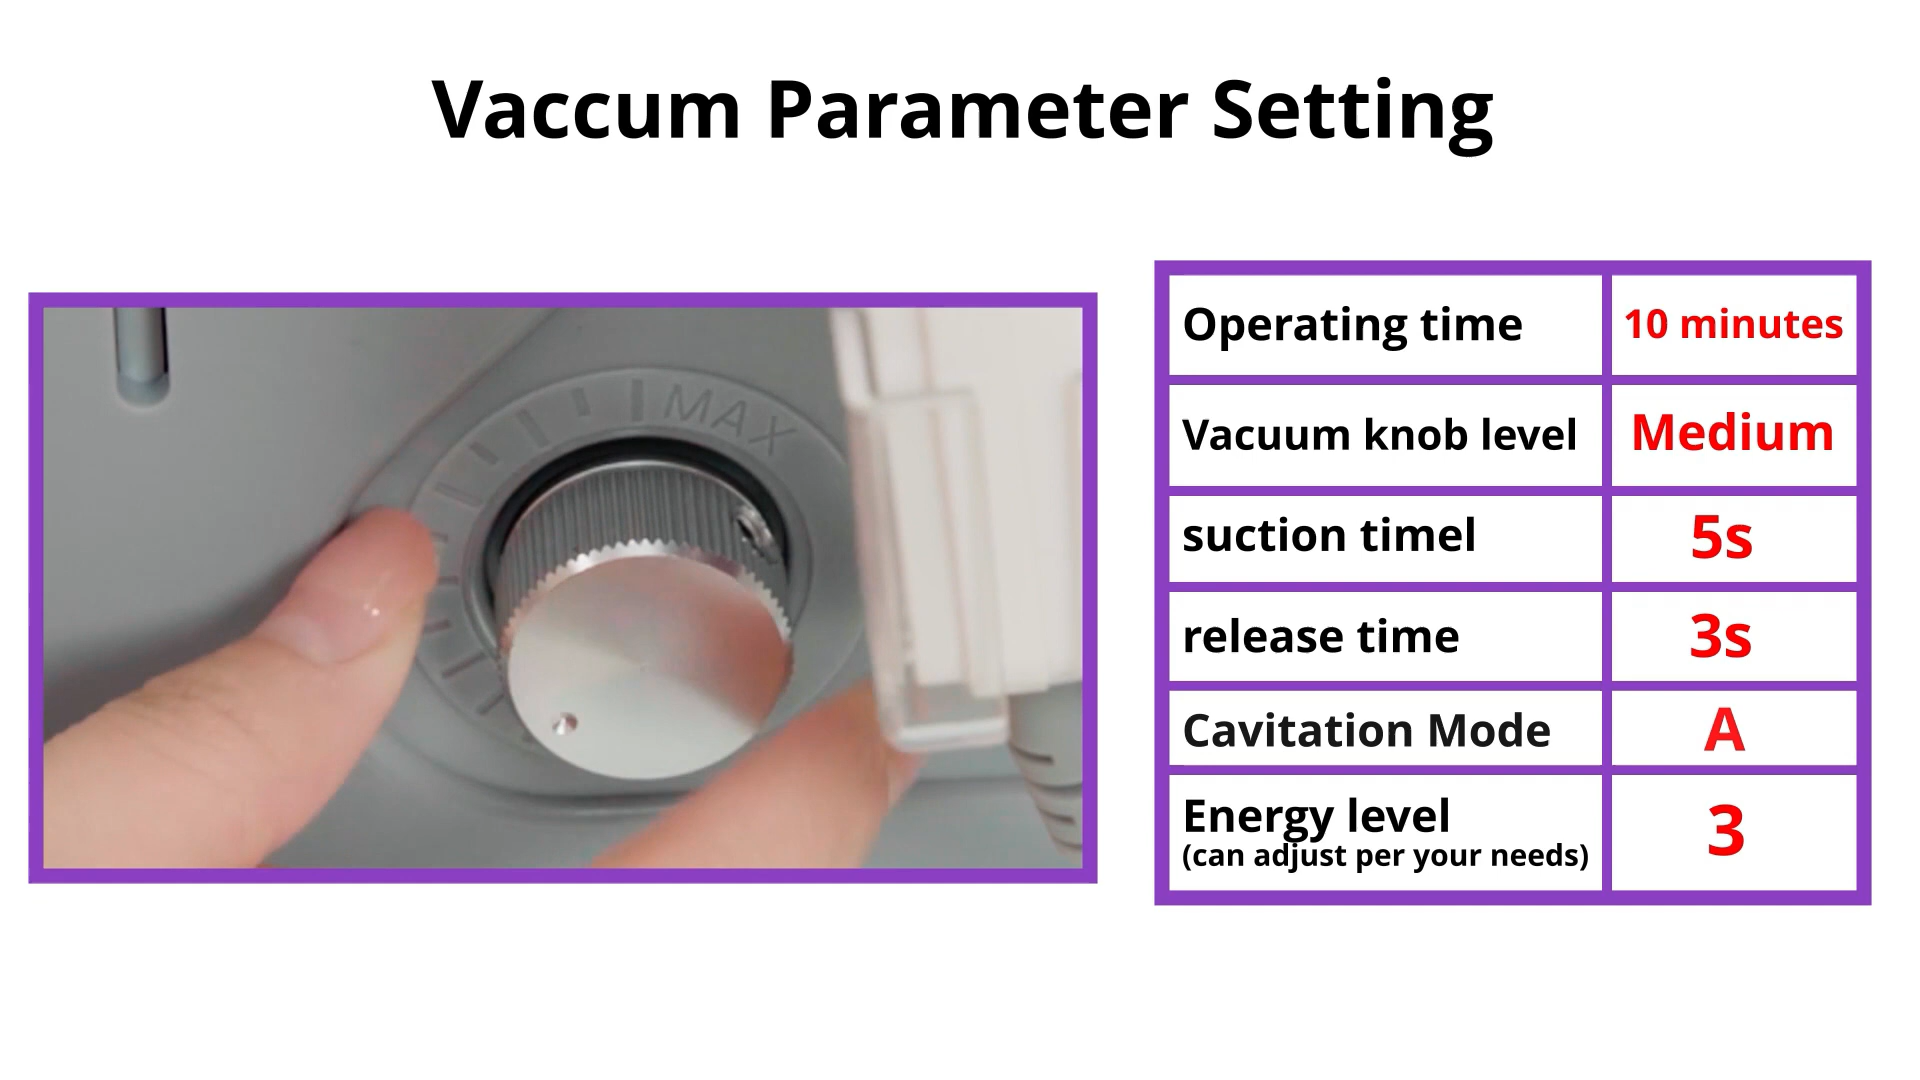 Vaccum Parameter Setting
MAX
Operating time 10 minutes
Vacuum knob level Medium
suction timel 5s
release time 3s
Cavitation Mode A
Energy level 3
(can adjust per your needs)